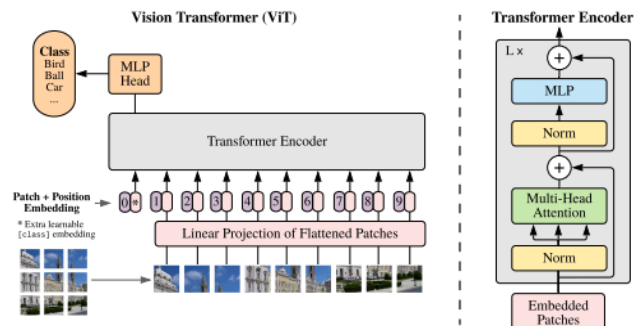 Vision Transformer (ViT)
Class
Bird
Ball
Car
...
MLP
Head
Transformer Encoder
Patch + Position
Embedding
0 * 1 2 3 4 5 6 7 8 9
* Extra learnable
[class] embedding
Linear Projection of Flattened Patches
Transformer Encoder
L x
+
MLP
Norm
+
Multi-Head
Attention
Norm
Embedded
Patches